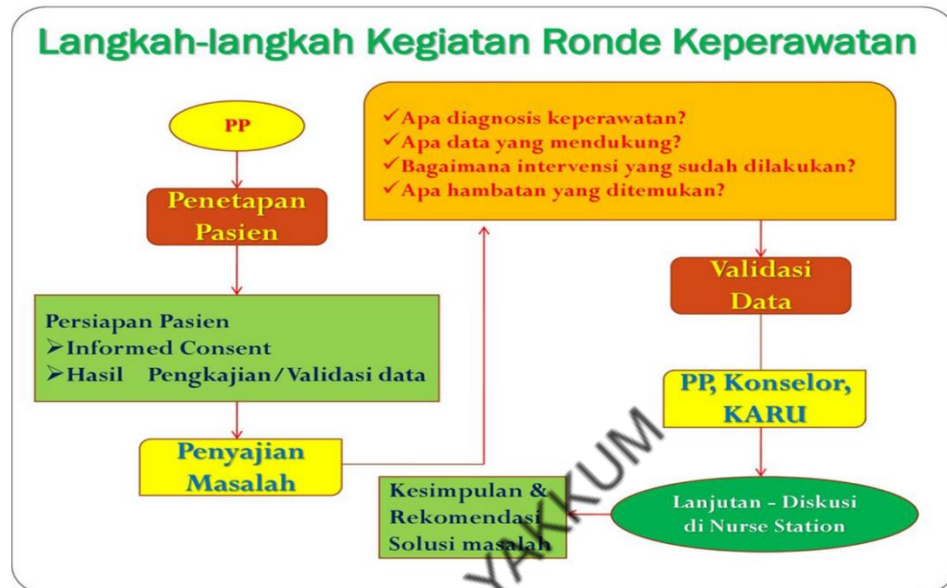 Langkah-langkah Kegiatan Ronde Keperawatan
PP
Penetapan
Pasien
Persiapan Pasien
➢Informed Consent
➢Hasil Pengkajian/Validasi data
Penyajian
Masalah
✓Apa diagnosis keperawatan?
✓Apa data yang mendukung?
✓Bagaimana intervensi yang sudah dilakukan?
✓Apa hambatan yang ditemukan?
Validasi
Data
PP, Konselor,
KARU
Lanjutan - Diskusi
di Nurse Station
Kesimpulan &
Rekomendasi
Solusi masalah
YAKKUM